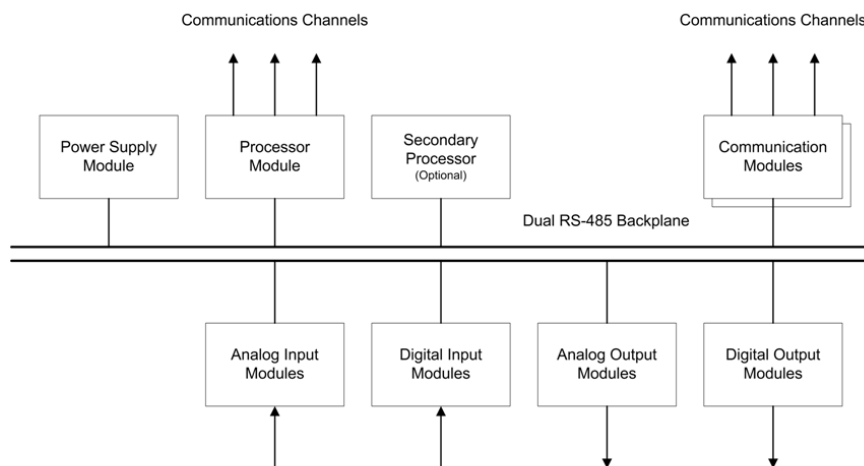 Communications Channels
Communications Channels
Power Supply
Module
Processor
Module
Secondary
Processor
(Optional)
Communication
Modules
Dual RS-485 Backplane
Analog Input
Modules
Digital Input
Modules
Analog Output
Modules
Digital Output
Modules